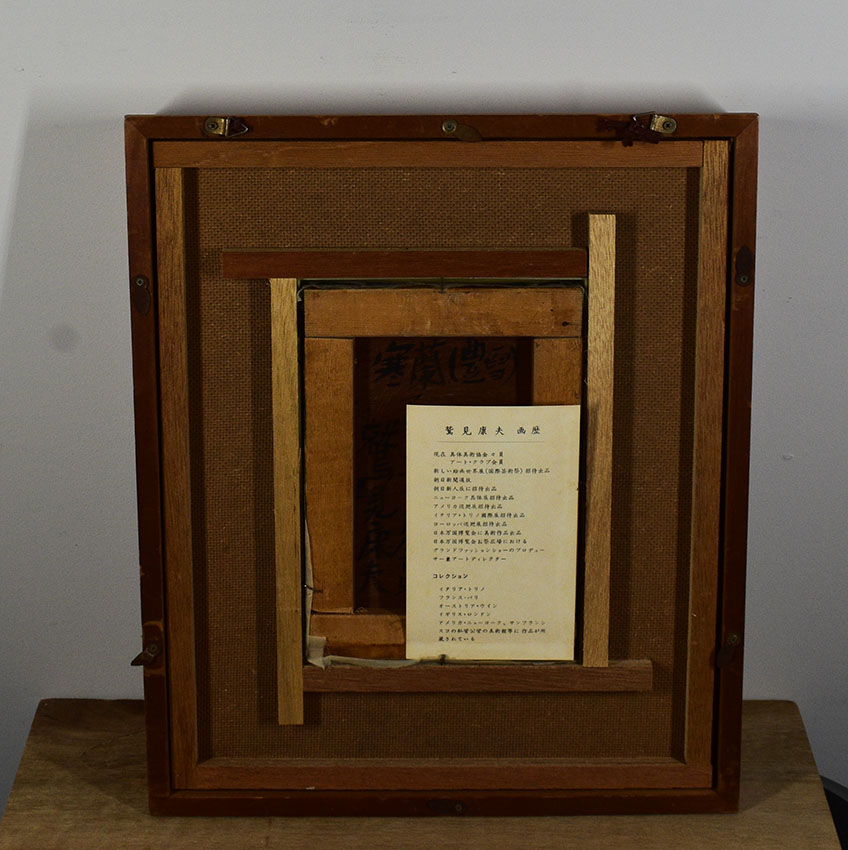 鷲見康夫 画歴
現在 具体美術協会々員
アート・クラブ会員
新しい絵画世界展(国際芸術祭)招待出品
朝日新聞選抜
朝日新人展に招待出品
ニューヨーク具体展招待出品
アメリカ巡廻展招待出品
イタリア・トリノ國際展招待出品
ヨーロッパ巡廻展招待出品
日本万国博覧会に美術作品出品
日本万国博覧会お祭広場における
グランドファッションショーのプロデュー
サー兼アートディレクター
コレクション
イタリア・トリノ
フランス・パリ
オーストリア・ウイン
イギリス・ロンドン
アメリカ・ニューヨーク、サンフランシ
スコの私營公営の美術館等に作品が所
蔵されている
鷲見康夫